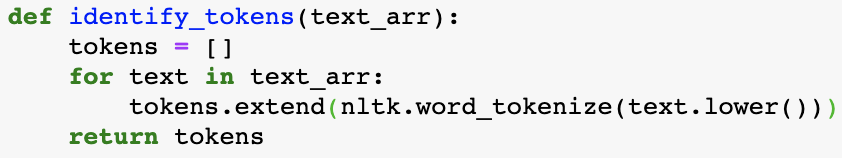 def identify_tokens(text_arr):
    tokens = []
    for text in text_arr:
        tokens.extend(nltk.word_tokenize(text.lower()))
    return tokens